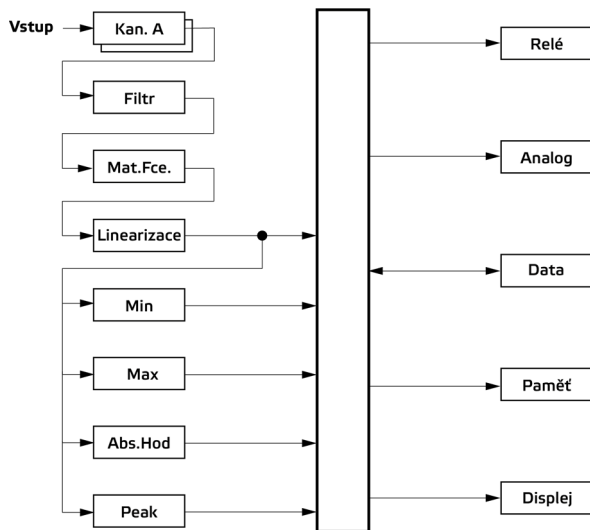 Vstup
Kan. A
Filtr
Mat.Fce.
Linearizace
Min
Max
Abs.Hod
Peak
Relé
Analog
Data
Paměť
Displej